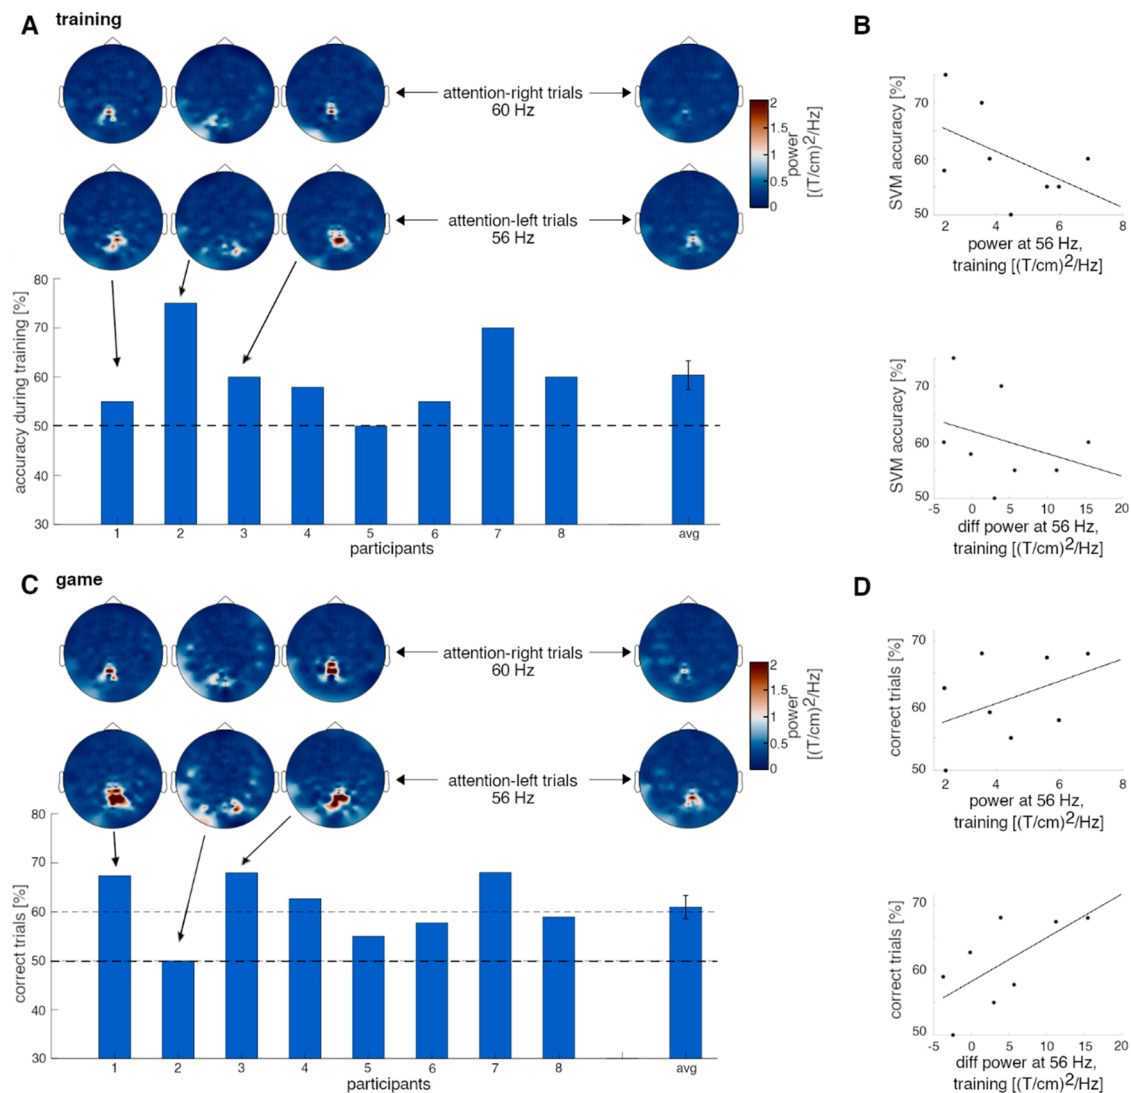 A training
attention-right trials
60 Hz
2
1.5
1
0.5
0
power
[(T/cm)2/Hz]
attention-left trials
56 Hz
80
70
60
50
40
30
accuracy during training [%]
1 2 3 4 5 6 7 8 avg
participants
B
SVM accuracy [%]
70
60
50
2 4 6 8
power at 56 Hz,
training [(T/cm)2/Hz]
SVM accuracy [%]
70
60
50
-5 0 5 10 15 20
diff power at 56 Hz,
training [(T/cm)2/Hz]
C game
attention-right trials
60 Hz
2
1.5
1
0.5
0
power
[(T/cm)2/Hz]
attention-left trials
56 Hz
80
70
60
50
40
30
correct trials [%]
1 2 3 4 5 6 7 8 avg
participants
D
correct trials [%]
70
60
50
2 4 6 8
power at 56 Hz,
training [(T/cm)2/Hz]
correct trials [%]
70
60
50
-5 0 5 10 15 20
diff power at 56 Hz,
training [(T/cm)2/Hz]